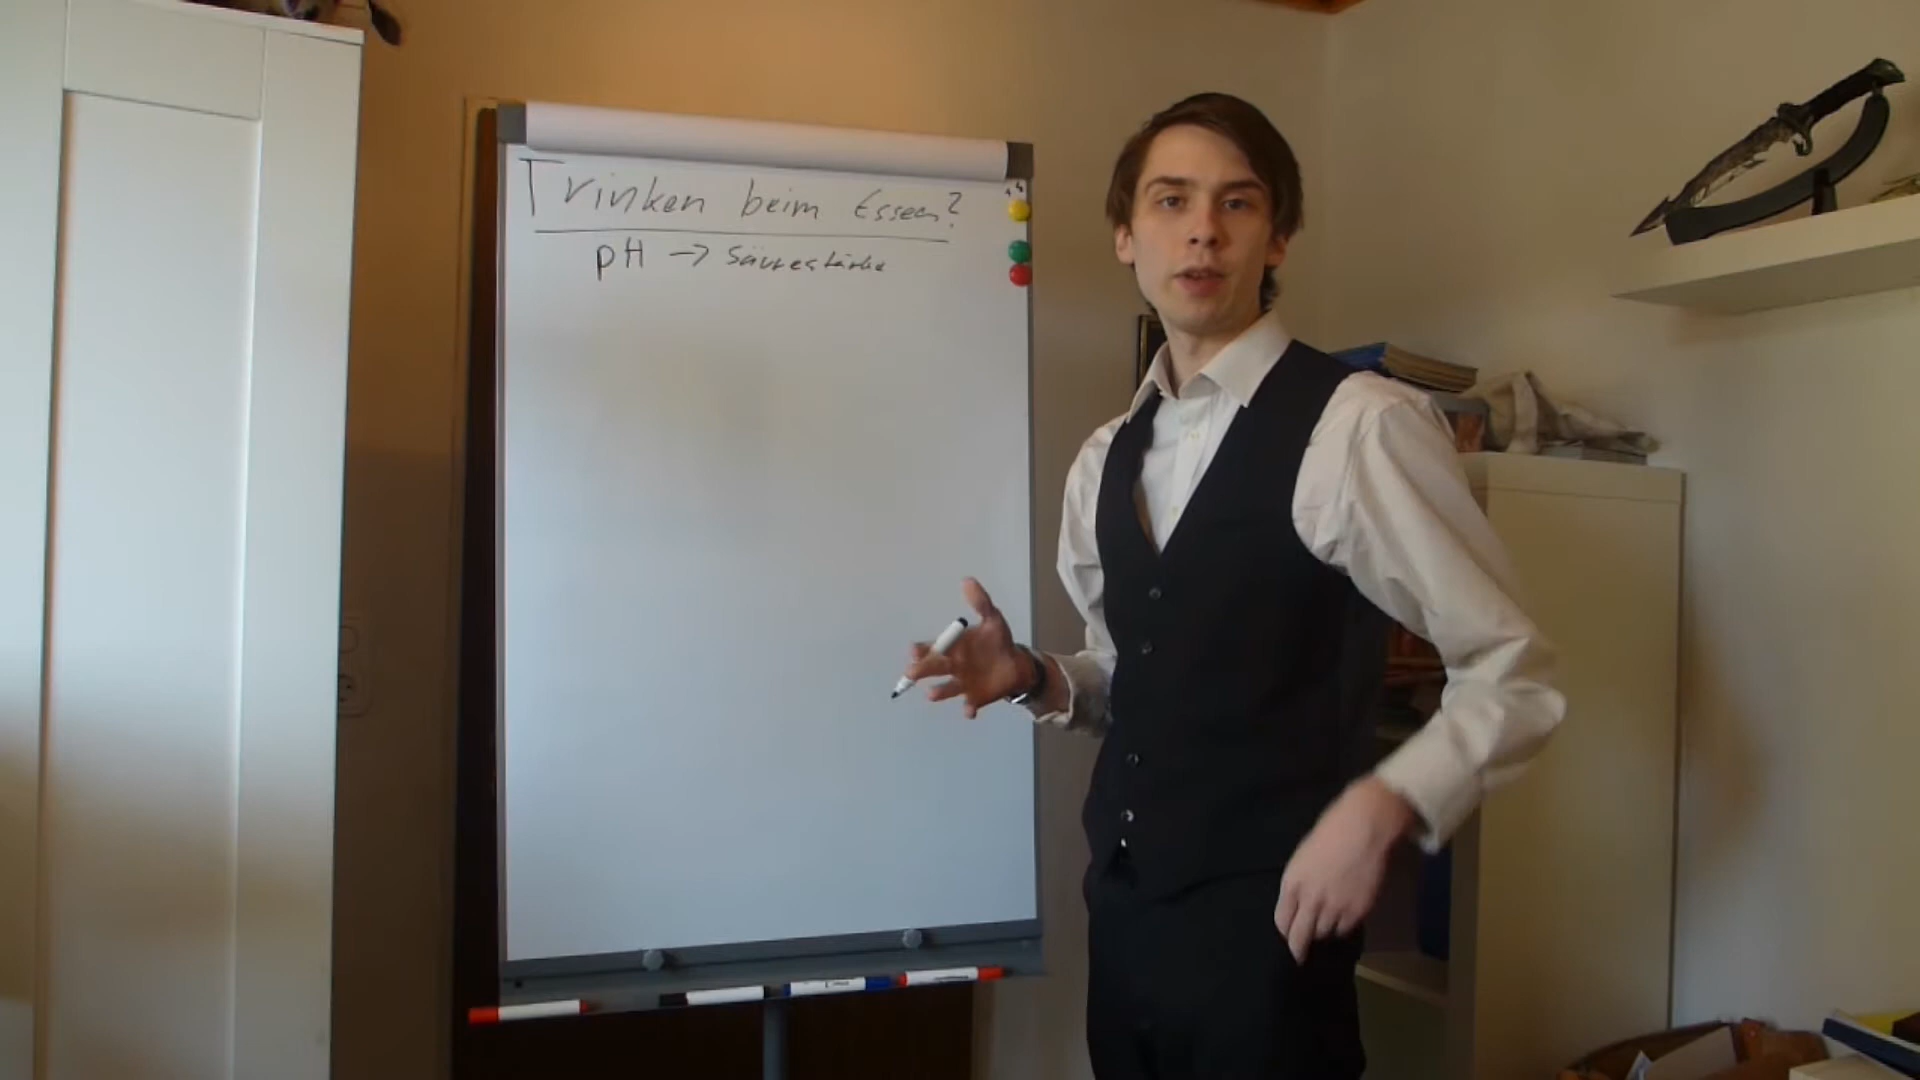 Trinken beim Essen?
pH → Säurestärke